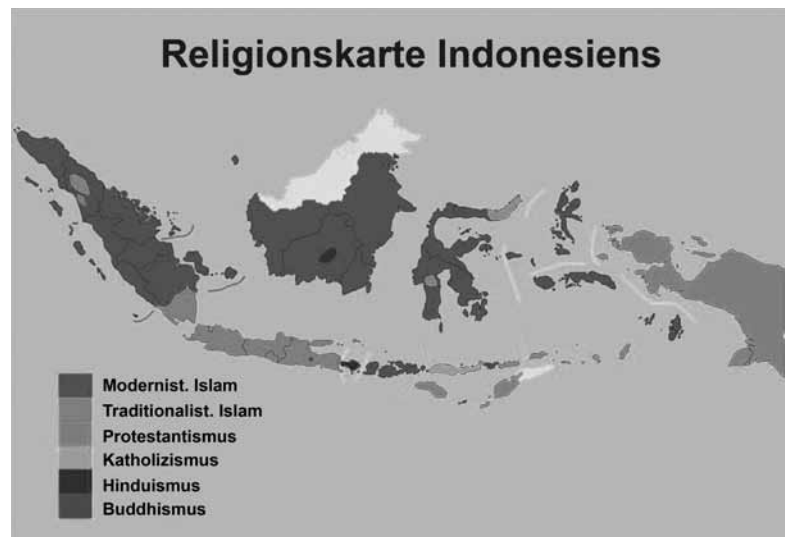 Religionskarte Indonesiens
Modernist. Islam
Traditionalist. Islam
Protestantismus
Katholizismus
Hinduismus
Buddhismus